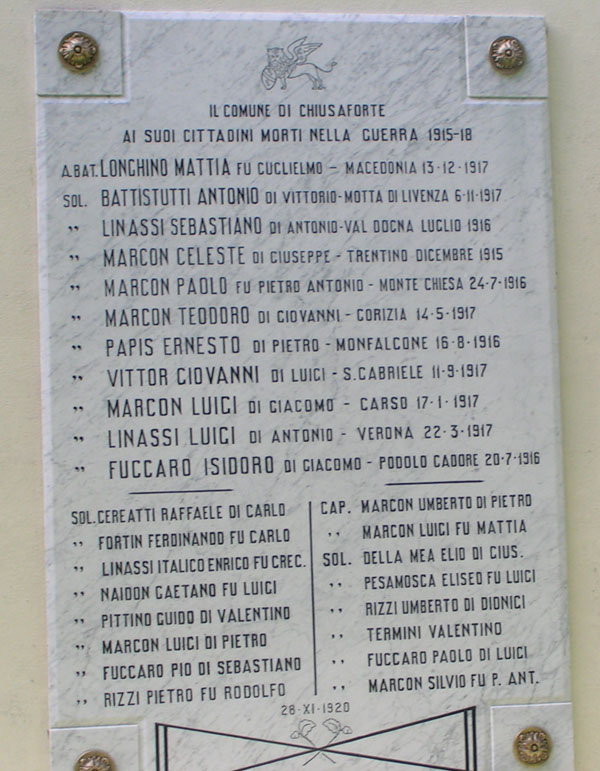 IL COMUNE DI CHIUSAFORTE
AI SUOI CITTADINI MORTI NELLA GUERRA 1915-18
A.BAT. LONGHINO MATTIA FU GUGLIELMO - MACEDONIA 13-12-1917
SOL. BATTISTUTTI ANTONIO DI VITTORIO-MOTTA DI LIVENZA 6-11-1917
" LINASSI SEBASTIANO DI ANTONIO-VAL DOGNA LUGLIO 1916
" MARCON CELESTE DI GIUSEPPE - TRENTINO DICEMBRE 1915
" MARCON PAOLO FU PIETRO ANTONIO - MONTE CHIESA 24-7-1916
" MARCON TEODORO DI GIOVANNI - GORIZIA 14-5-1917
" PAPIS ERNESTO DI PIETRO - MONFALCONE 16-8-1916
" VITTOR GIOVANNI DI LUIGI - S.GABRIELE 11-9-1917
" MARCON LUIGI DI GIACOMO - CARSO 17-1-1917
" LINASSI LUIGI DI ANTONIO - VERONA 22-3-1917
" FUCCARO ISIDORO DI GIACOMO - PODOLO CADORE 20-7-1916
SOL. CEREATTI RAFFAELE DI CARLO
" FORTIN FERDINANDO FU CARLO
" LINASSI ITALICO ENRICO FU GREG.
" NAIDON GAETANO FU LUIGI
" PITTINO GUIDO DI VALENTINO
" MARCON LUIGI DI PIETRO
" FUCCARO PIO DI SEBASTIANO
" RIZZI PIETRO FU RODOLFO
CAP. MARCON UMBERTO DI PIETRO
" MARCON LUIGI FU MATTIA
SOL. DELLA MEA ELIO DI GIUS.
" PESAMOSCA ELISEO FU LUIGI
" RIZZI UMBERTO DI DIONIGI
" TERMINI VALENTINO
" FUCCARO PAOLO DI LUIGI
" MARCON SILVIO FU P. ANT.
28-XI-1920